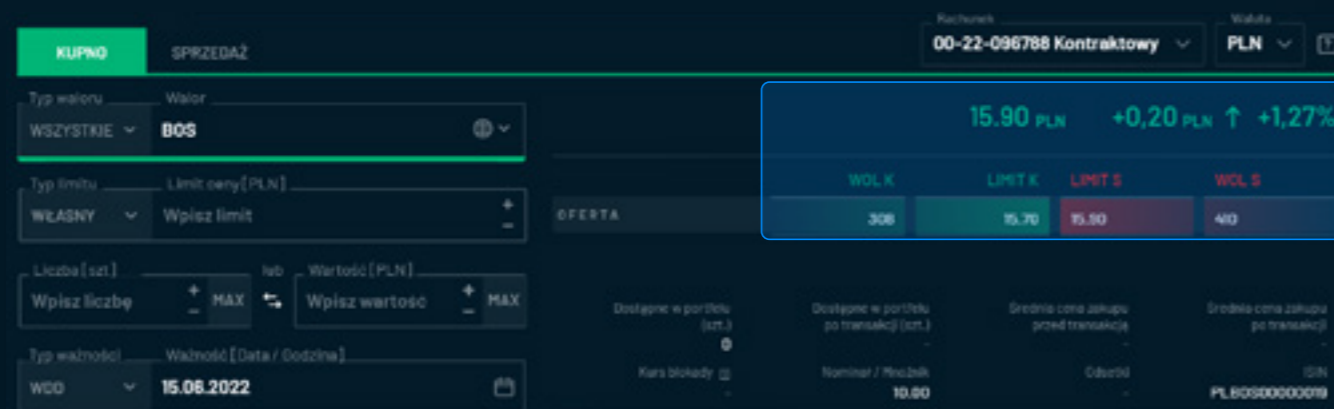 Rachunek Waluta
KUPNO SPRZEDAŻ 00-22-096788 Kontraktowy PLN
Typ waloru Walor
WSZYSTKIE BOS 15.90 PLN +0,20 PLN ↑ +1,27%
WOL K LIMIT K LIMIT S WOL S
Typ limitu Limit ceny [PLN]
WŁASNY Wpisz limit + − OFERTA 308 15.70 15.90 410
Liczba [szt.] lub Wartość [PLN]
Wpisz liczbę + − MAX Wpisz wartość + − MAX
Dostępne w portfelu (szt.) Dostępne w portfelu po transakcji (szt.) Średnia cena zakupu przed transakcją Średnia cena zakupu po transakcji
0 - - -
Typ ważności Ważność [Data / Godzina]
Kurs blokady Nominał / Mnożnik Odsetki ISIN
WDD 15.06.2022 - 10.00 - PLBOS0000019